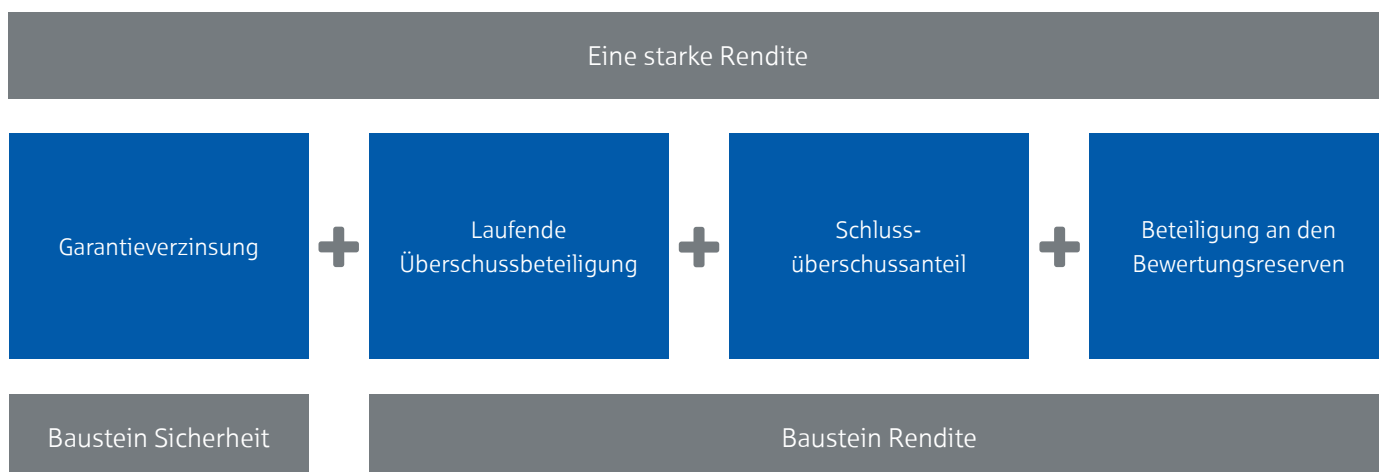 Eine starke Rendite
Garantieverzinsung
Laufende
Überschussbeteiligung
Schluss-
überschussanteil
Beteiligung an den
Bewertungsreserven
Baustein Sicherheit
Baustein Rendite